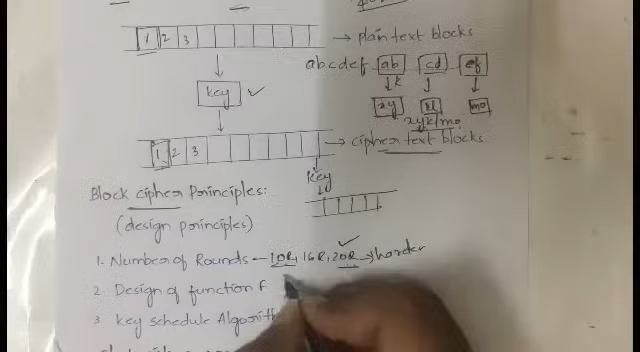 1 2 3 → plain text blocks
abcdef ab cd ef
k
key ✓
xy kl mo
xyklmo
1 2 3 → cipher text blocks
key
Block cipher Principles:
(design principles)
1. Number of Rounds - 10R, 16R, 20R → harder
2. Design of function F
3 Key schedule Algorith